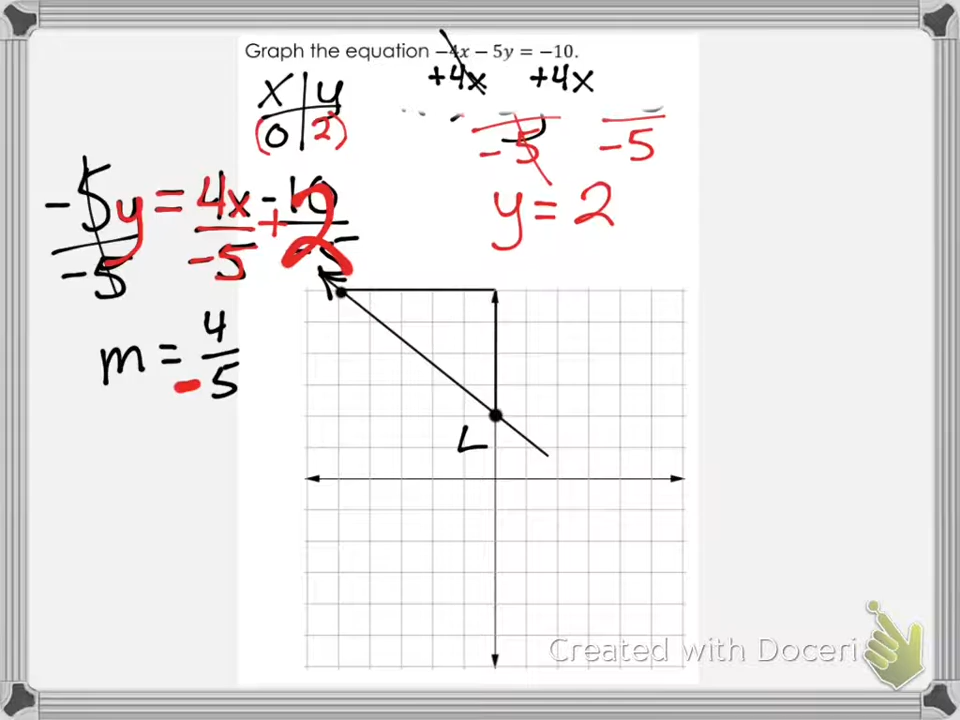 Graph the equation −4x − 5y = −10.
+4x +4x
x | y
(0 | 2)
-5 -5
y = 2
-5y = 4x - 10
-5 -5 -5
+ 2
m = 4
-5
Created with Doceri